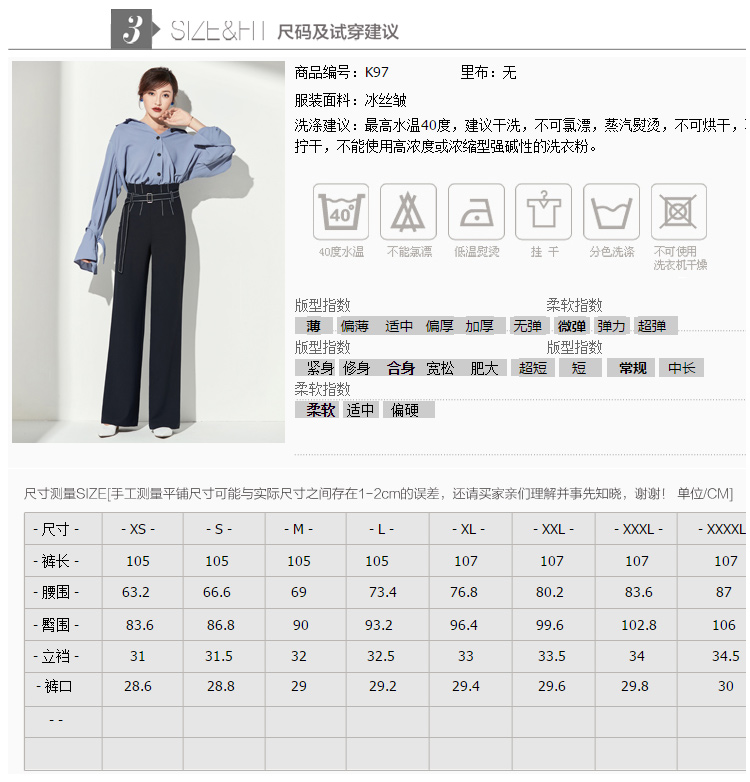 3 SIZE&FIT 尺码及试穿建议
商品编号：K97 里布：无
服装面料：冰丝皱
洗涤建议：最高水温40度，建议干洗，不可氯漂，蒸汽熨烫，不可烘干，
拧干，不能使用高浓度或浓缩型强碱性的洗衣粉。
40°
40度水温 不能氯漂 低温熨烫 挂 干 分色洗涤 不可使用
洗衣机干燥
版型指数 柔软指数
薄 偏薄 适中 偏厚 加厚 无弹 微弹 弹力 超弹
版型指数 版型指数
紧身 修身 合身 宽松 肥大 超短 短 常规 中长
柔软指数
柔软 适中 偏硬
尺寸测量SIZE[手工测量平铺尺寸可能与实际尺寸之间存在1-2cm的误差，还请买家亲们理解并事先知晓，谢谢！ 单位/CM]
- 尺寸 - - XS - - S - - M - - L - - XL - - XXL - - XXXL - - XXXXL
- 裤长 - 105 105 105 105 107 107 107 107
- 腰围 - 63.2 66.6 69 73.4 76.8 80.2 83.6 87
- 臀围 - 83.6 86.8 90 93.2 96.4 99.6 102.8 106
- 立裆 - 31 31.5 32 32.5 33 33.5 34 34.5
- 裤口 28.6 28.8 29 29.2 29.4 29.6 29.8 30
- -